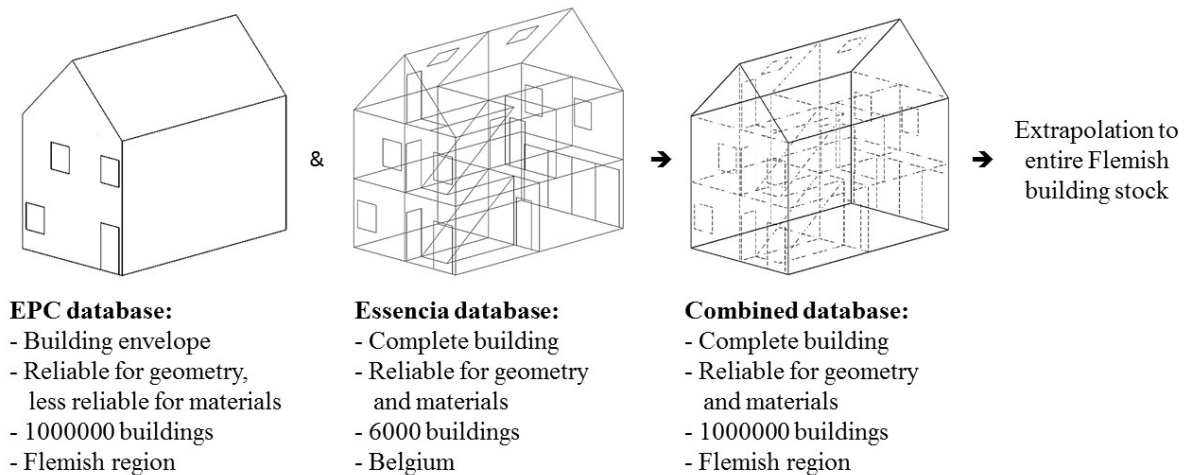 &
➔
➔
Extrapolation to
entire Flemish
building stock
EPC database:
- Building envelope
- Reliable for geometry,
less reliable for materials
- 1000000 buildings
- Flemish region
Essencia database:
- Complete building
- Reliable for geometry
and materials
- 6000 buildings
- Belgium
Combined database:
- Complete building
- Reliable for geometry
and materials
- 1000000 buildings
- Flemish region